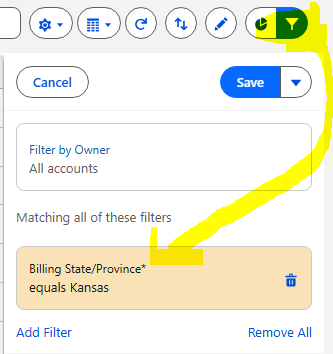 Cancel
Save
Filter by Owner
All accounts
Matching all of these filters
Billing State/Province*
equals Kansas
Add Filter
Remove All